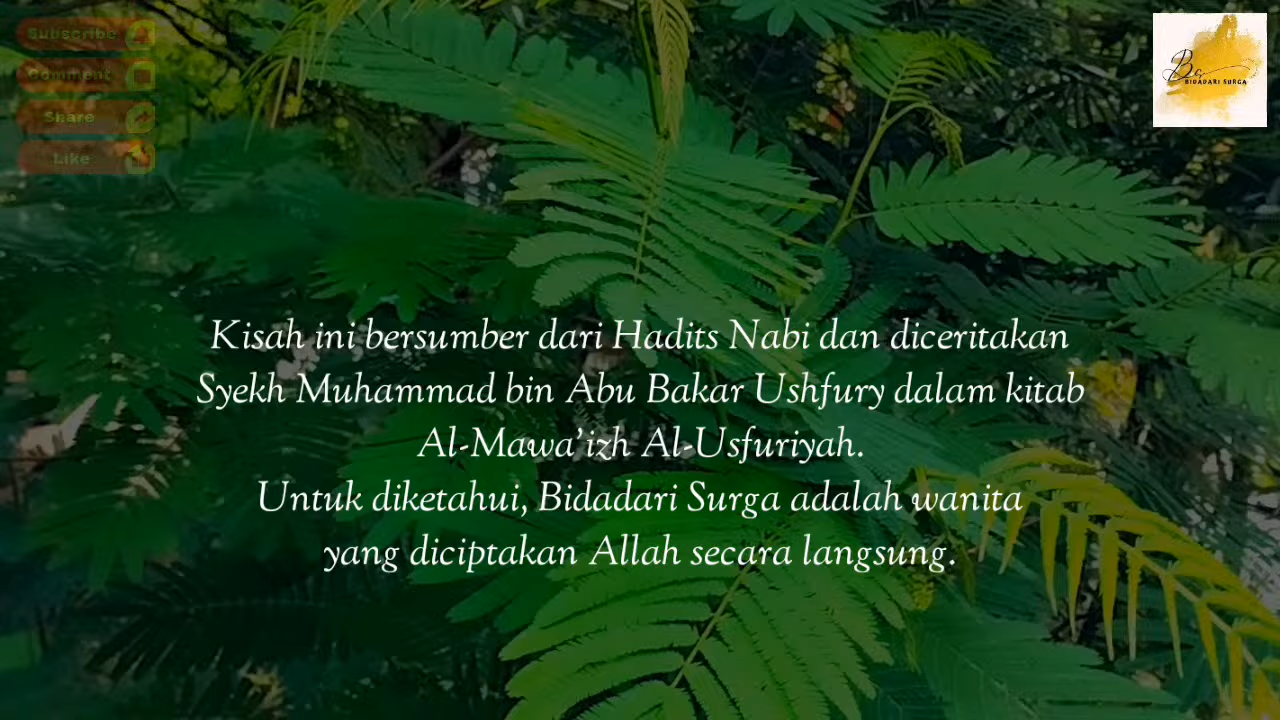 Subscribe
Comment
Share
Like
Bs
BIDADARI SURGA
Kisah ini bersumber dari Hadits Nabi dan diceritakan
Syekh Muhammad bin Abu Bakar Ushfury dalam kitab
Al-Mawa’izh Al-Usfuriyah.
Untuk diketahui, Bidadari Surga adalah wanita
yang diciptakan Allah secara langsung.